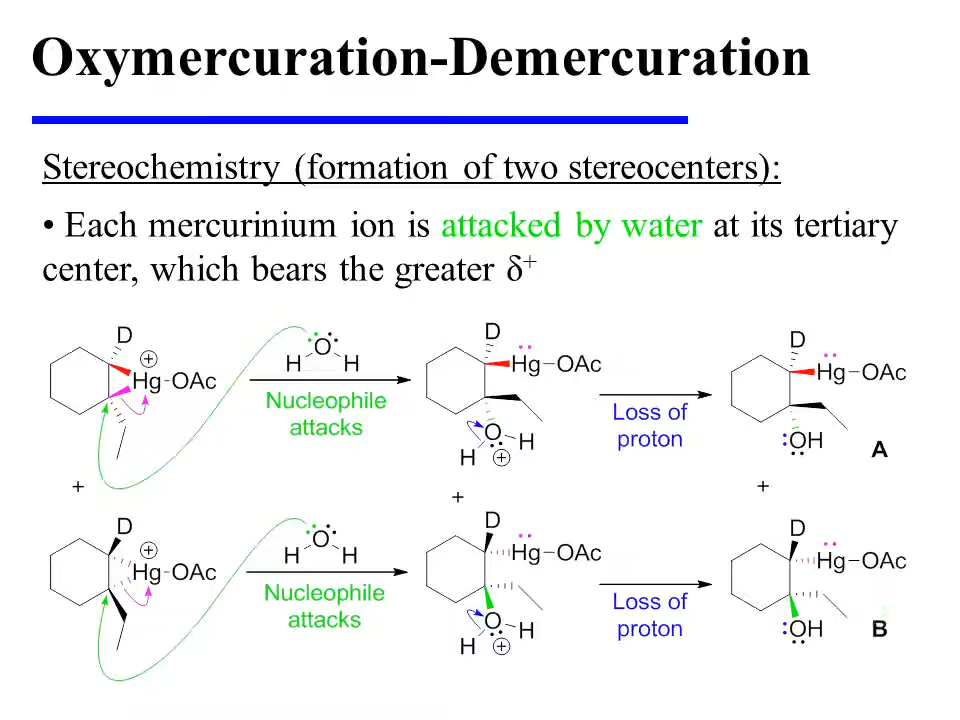 Oxymercuration-Demercuration
Stereochemistry (formation of two stereocenters):
• Each mercurinium ion is attacked by water at its tertiary
center, which bears the greater δ+
D
+
Hg-OAc
H
O
H
Nucleophile
attacks
D
Hg-OAc
O
H
H
+
Loss of
proton
D
Hg-OAc
:OH
A
+
+
+
D
+
Hg-OAc
H
O
H
Nucleophile
attacks
D
Hg-OAc
O
H
H
+
Loss of
proton
D
Hg-OAc
:OH
B